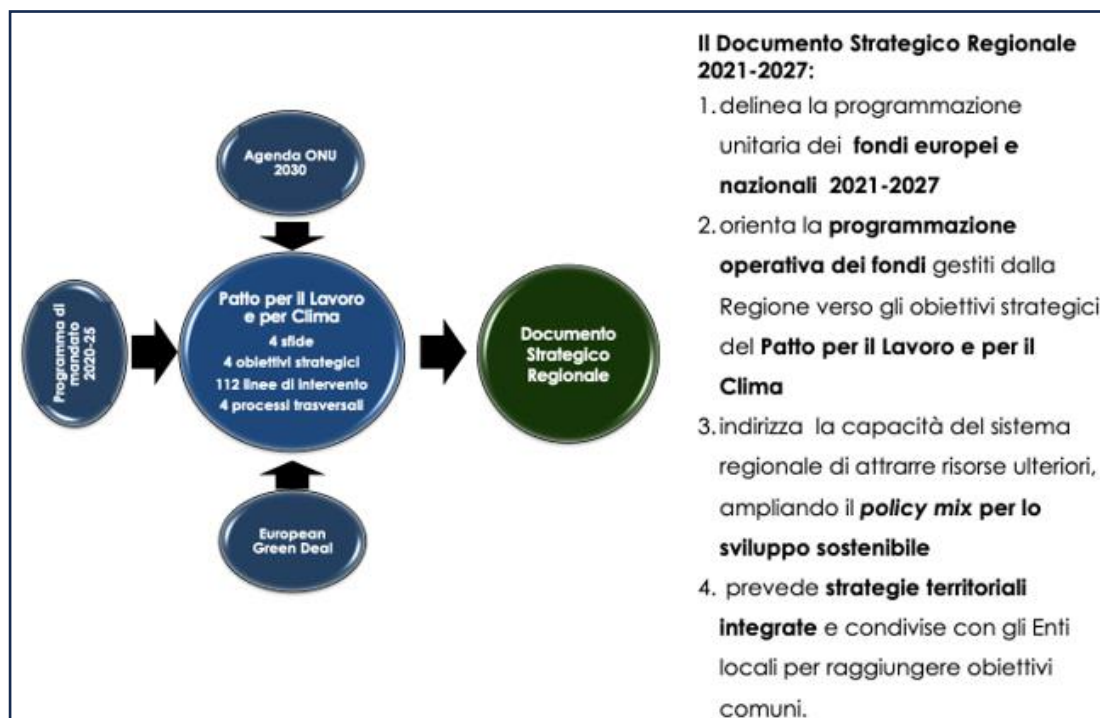 Agenda ONU
2030
Programma di
mandato
2020-25
Patto per il Lavoro
e per Clima
4 sfide
4 obiettivi strategici
112 linee di intervento
4 processi trasversali
European
Green Deal
Documento
Strategico
Regionale
Il Documento Strategico Regionale
2021-2027:
1. delinea la programmazione
unitaria dei fondi europei e
nazionali 2021-2027
2. orienta la programmazione
operativa dei fondi gestiti dalla
Regione verso gli obiettivi strategici
del Patto per il Lavoro e per il
Clima
3. indirizza la capacità del sistema
regionale di attrarre risorse ulteriori,
ampliando il policy mix per lo
sviluppo sostenibile
4. prevede strategie territoriali
integrate e condivise con gli Enti
locali per raggiungere obiettivi
comuni.